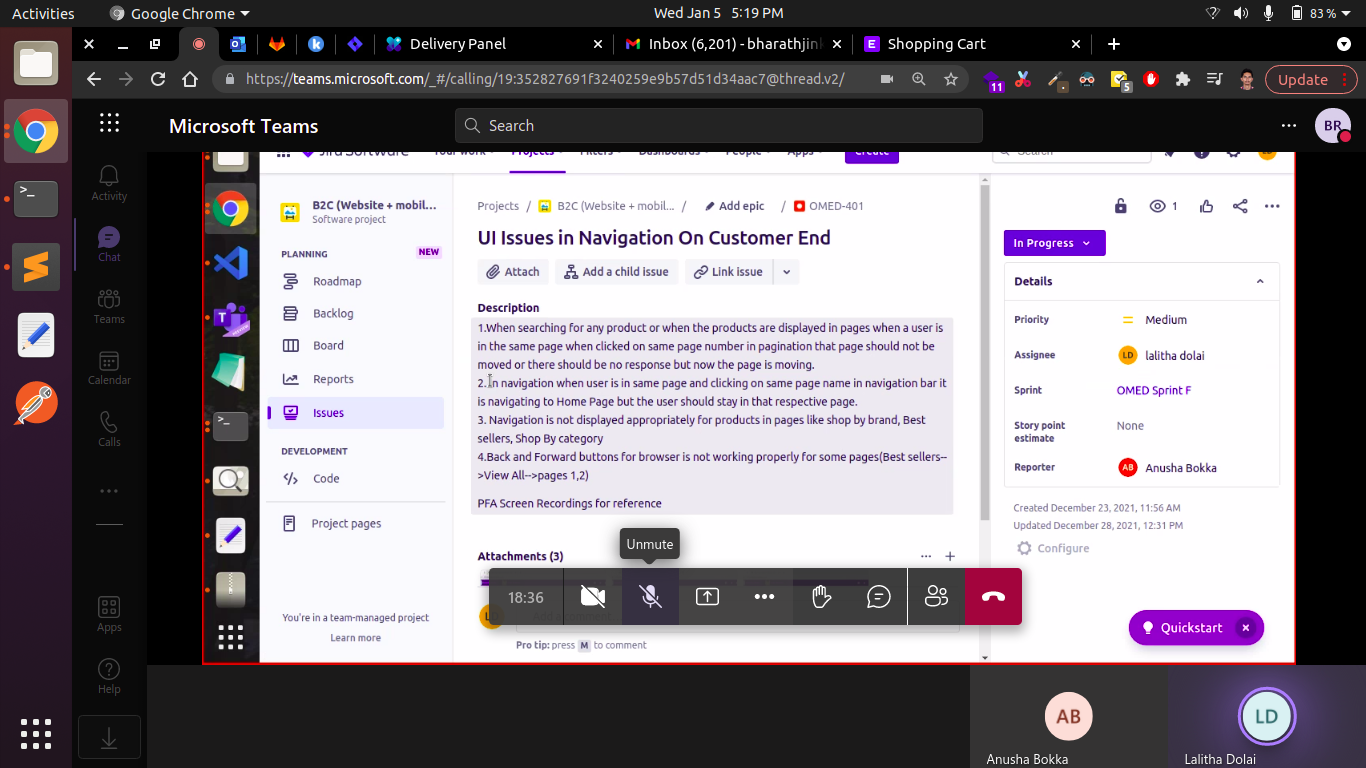 Activities
Google Chrome
Wed Jan 5 5:19 PM
83 %
Delivery Panel
Inbox (6,201) - bharathjink
Shopping Cart
https://teams.microsoft.com/_#/calling/19:352827691f3240259e9b57d51d34aac7@thread.v2/
11
5
Update
Microsoft Teams
Search
BR
Activity
Chat
Teams
Calendar
Calls
Apps
Help
Jira Software
Your work
Projects
Filters
Dashboards
People
Apps
Create
Search
LD
B2C (Website + mobil...
Software project
PLANNING
NEW
Roadmap
Backlog
Board
Reports
Issues
DEVELOPMENT
Code
Project pages
You're in a team-managed project
Learn more
Projects / B2C (Website + mobil... / Add epic / OMED-401
1
UI Issues in Navigation On Customer End
Attach
Add a child issue
Link issue
Description
1.When searching for any product or when the products are displayed in pages when a user is
in the same page when clicked on same page number in pagination that page should not be
moved or there should be no response but now the page is moving.
2. In navigation when user is in same page and clicking on same page name in navigation bar it
is navigating to Home Page but the user should stay in that respective page.
3. Navigation is not displayed appropriately for products in pages like shop by brand, Best
sellers, Shop By category
4.Back and Forward buttons for browser is not working properly for some pages(Best sellers--
>View All-->pages 1,2)
PFA Screen Recordings for reference
Attachments (3)
Unmute
18:36
Pro tip: press M to comment
In Progress
Details
Priority
Medium
Assignee
LD
lalitha dolai
Sprint
OMED Sprint F
Story point
estimate
None
Reporter
AB
Anusha Bokka
Created December 23, 2021, 11:56 AM
Updated December 28, 2021, 12:31 PM
Configure
Quickstart
AB
Anusha Bokka
LD
Lalitha Dolai